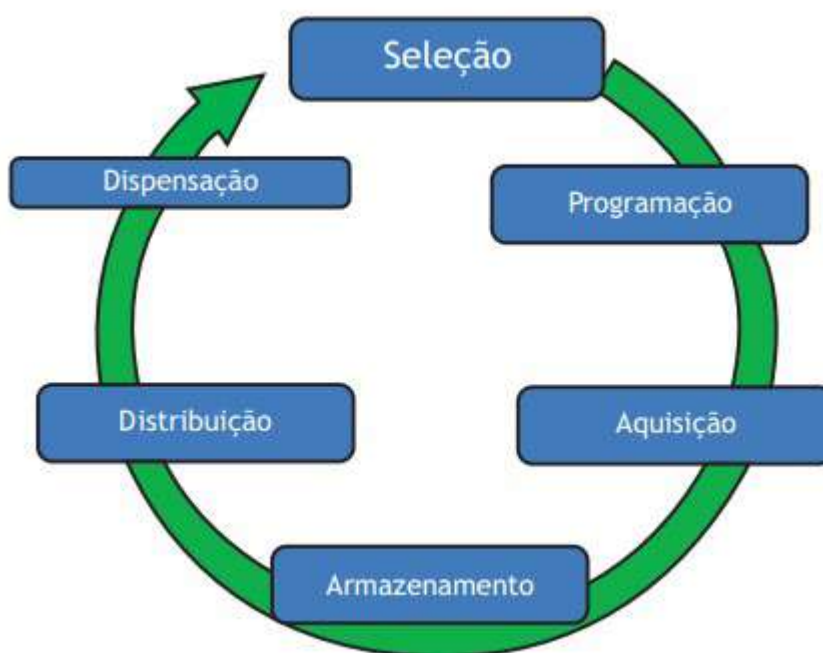 Seleção
Programação
Aquisição
Armazenamento
Distribuição
Dispensação